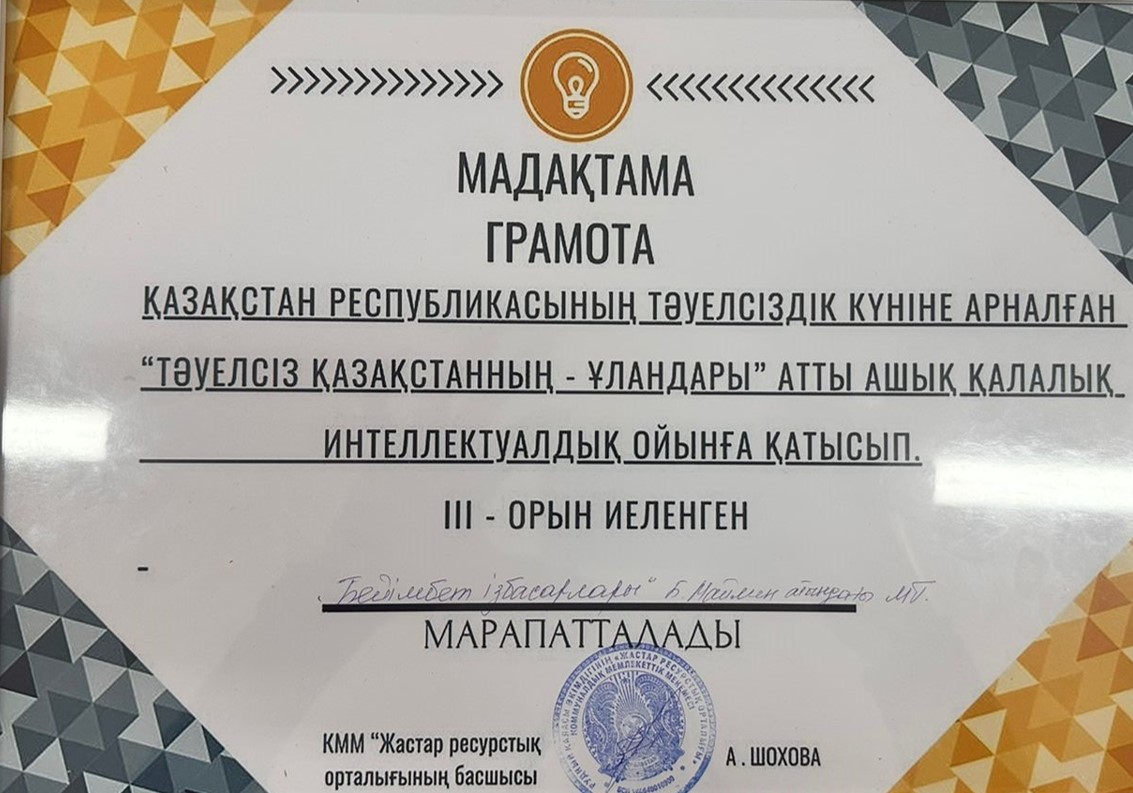 МАДАҚТАМА
ГРАМОТА
ҚАЗАҚСТАН РЕСПУБЛИКАСЫНЫҢ ТӘУЕЛСІЗДІК КҮНІНЕ АРНАЛҒАН
“ТӘУЕЛСІЗ ҚАЗАҚСТАННЫҢ - ҰЛАНДАРЫ” АТТЫ АШЫҚ ҚАЛАЛЫҚ
ИНТЕЛЛЕКТУАЛДЫҚ ОЙЫНҒА ҚАТЫСЫП.
III - ОРЫН ИЕЛЕНГЕН
-
"Бейімбет ізбасарлары" Б. Майлин атындағы МГ.
МАРАПАТТАЛАДЫ
КММ “Жастар ресурстық
орталығының басшысы
А . ШОХОВА